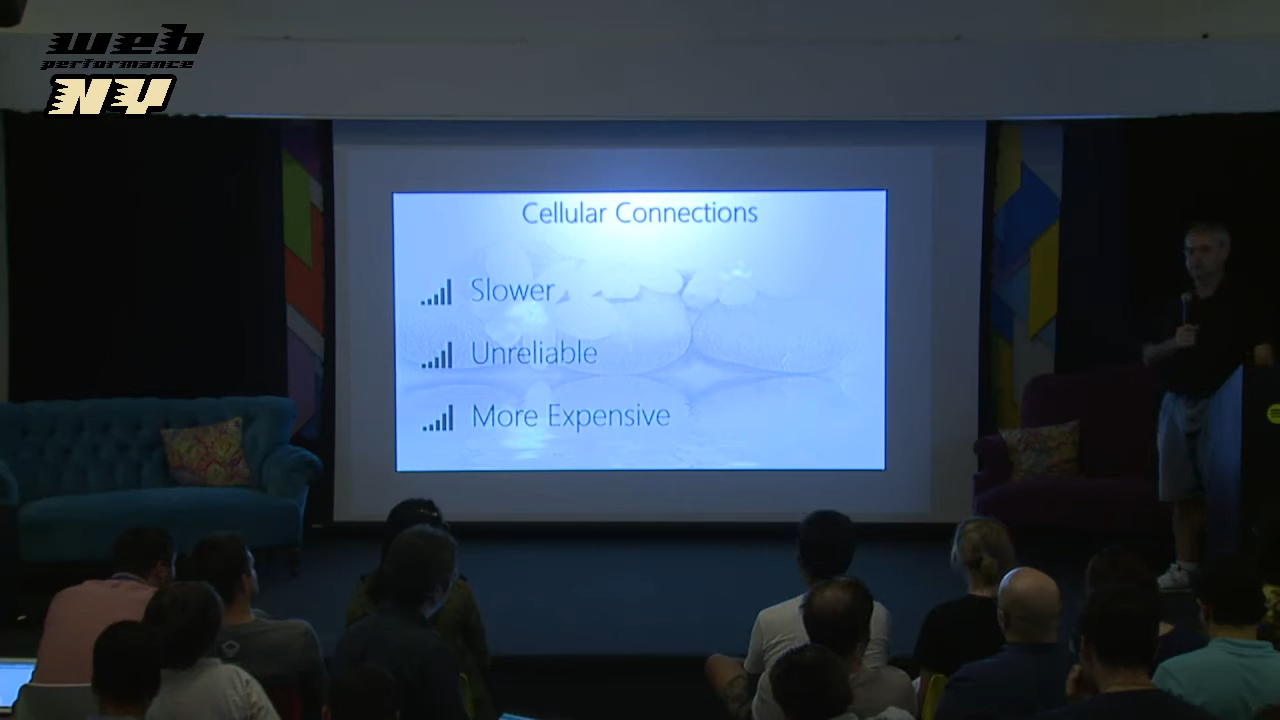 web
performance
NY
Cellular Connections
Slower
Unreliable
More Expensive